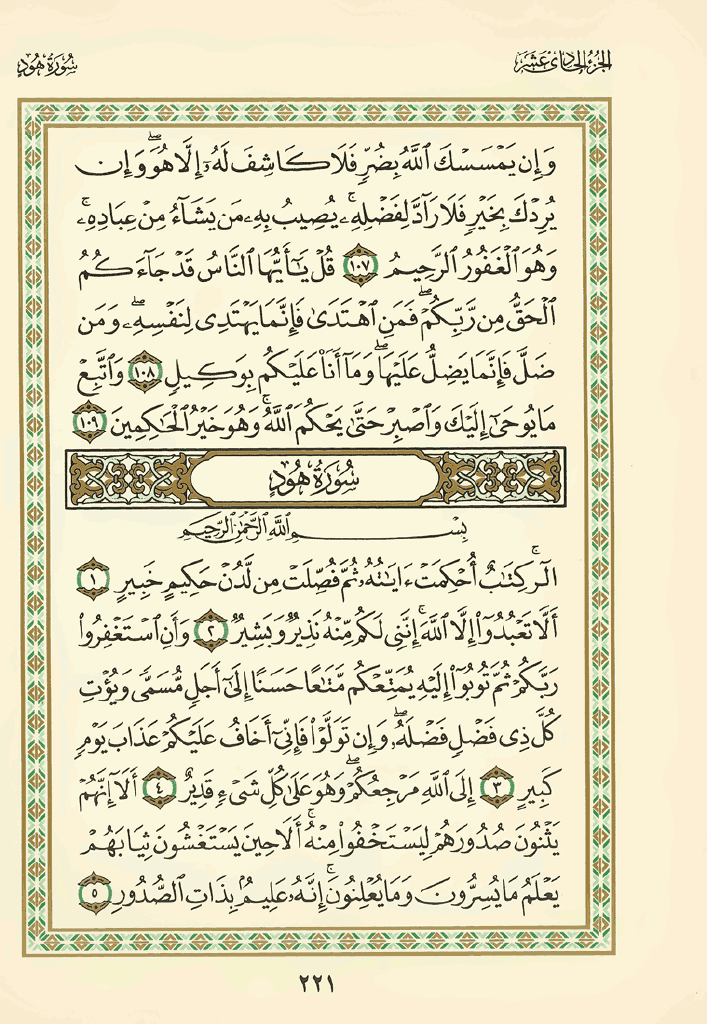 الجزء الحادي عشر
سورة هود
وَإِن يَمْسَسْكَ ٱللَّهُ بِضُرٍّ فَلَا كَاشِفَ لَهُۥٓ إِلَّا هُوَۖ وَإِن
يُرِدْكَ بِخَيْرٍ فَلَا رَآدَّ لِفَضْلِهِۦۚ يُصِيبُ بِهِۦ مَن يَشَآءُ مِنْ عِبَادِهِۦۚ
وَهُوَ ٱلْغَفُورُ ٱلرَّحِيمُ ١٠٧ قُلْ يَـٰٓأَيُّهَا ٱلنَّاسُ قَدْ جَآءَكُمُ
ٱلْحَقُّ مِن رَّبِّكُمْۖ فَمَنِ ٱهْتَدَىٰ فَإِنَّمَا يَهْتَدِى لِنَفْسِهِۦۖ وَمَن
ضَلَّ فَإِنَّمَا يَضِلُّ عَلَيْهَاۖ وَمَآ أَنَا۠ عَلَيْكُم بِوَكِيلٍ ١٠٨ وَٱتَّبِعْ
مَا يُوحَىٰٓ إِلَيْكَ وَٱصْبِرْ حَتَّىٰ يَحْكُمَ ٱللَّهُۚ وَهُوَ خَيْرُ ٱلْحَـٰكِمِينَ ١٠٩
سُورَةُ هُودٍ
بِسْمِ ٱللَّهِ ٱلرَّحْمَـٰنِ ٱلرَّحِيمِ
الٓرۚ كِتَـٰبٌ أُحْكِمَتْ ءَايَـٰتُهُۥ ثُمَّ فُصِّلَتْ مِن لَّدُنْ حَكِيمٍ خَبِيرٍ ١
أَلَّا تَعْبُدُوٓا۟ إِلَّا ٱللَّهَۚ إِنَّنِى لَكُم مِّنْهُ نَذِيرٌ وَبَشِيرٌ ٢ وَأَنِ ٱسْتَغْفِرُوا۟
رَبَّكُمْ ثُمَّ تُوبُوٓا۟ إِلَيْهِ يُمَتِّعْكُم مَّتَـٰعًا حَسَنًا إِلَىٰٓ أَجَلٍ مُّسَمًّى وَيُؤْتِ
كُلَّ ذِى فَضْلٍ فَضْلَهُۥۖ وَإِن تَوَلَّوْا۟ فَإِنِّىٓ أَخَافُ عَلَيْكُمْ عَذَابَ يَوْمٍ
كَبِيرٍ ٣ إِلَى ٱللَّهِ مَرْجِعُكُمْۖ وَهُوَ عَلَىٰ كُلِّ شَىْءٍ قَدِيرٌ ٤ أَلَآ إِنَّهُمْ
يَثْنُونَ صُدُورَهُمْ لِيَسْتَخْفُوا۟ مِنْهُۚ أَلَا حِينَ يَسْتَغْشُونَ ثِيَابَهُمْ
يَعْلَمُ مَا يُسِرُّونَ وَمَا يُعْلِنُونَۚ إِنَّهُۥ عَلِيمٌۢ بِذَاتِ ٱلصُّدُورِ ٥
٢٢١